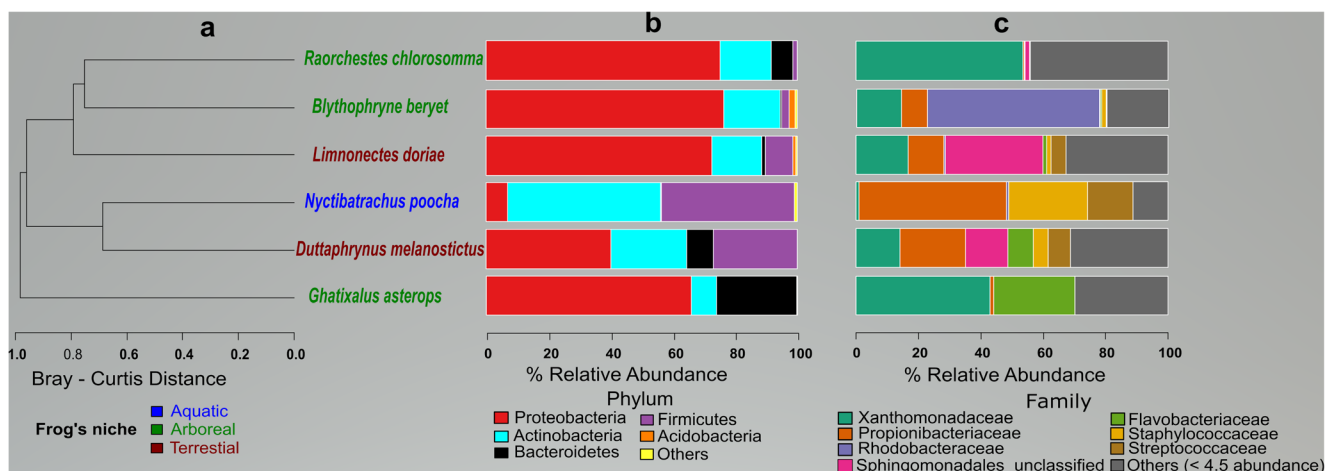 a
b
c
Raorchestes chlorosomma
Blythophryne beryet
Limnonectes doriae
Nyctibatrachus poocha
Duttaphrynus melanostictus
Ghatixalus asterops
1.0 0.8 0.6 0.4 0.2 0.0
Bray - Curtis Distance
Frog's niche
Aquatic
Arboreal
Terrestial
0 20 40 60 80 100
% Relative Abundance
Phylum
Proteobacteria
Actinobacteria
Bacteroidetes
Firmicutes
Acidobacteria
Others
0 20 40 60 80 100
% Relative Abundance
Family
Xanthomonadaceae
Propionibacteriaceae
Rhodobacteraceae
Sphingomonadales_unclassified
Flavobacteriaceae
Staphylococcaceae
Streptococcaceae
Others (< 4.5 abundance)